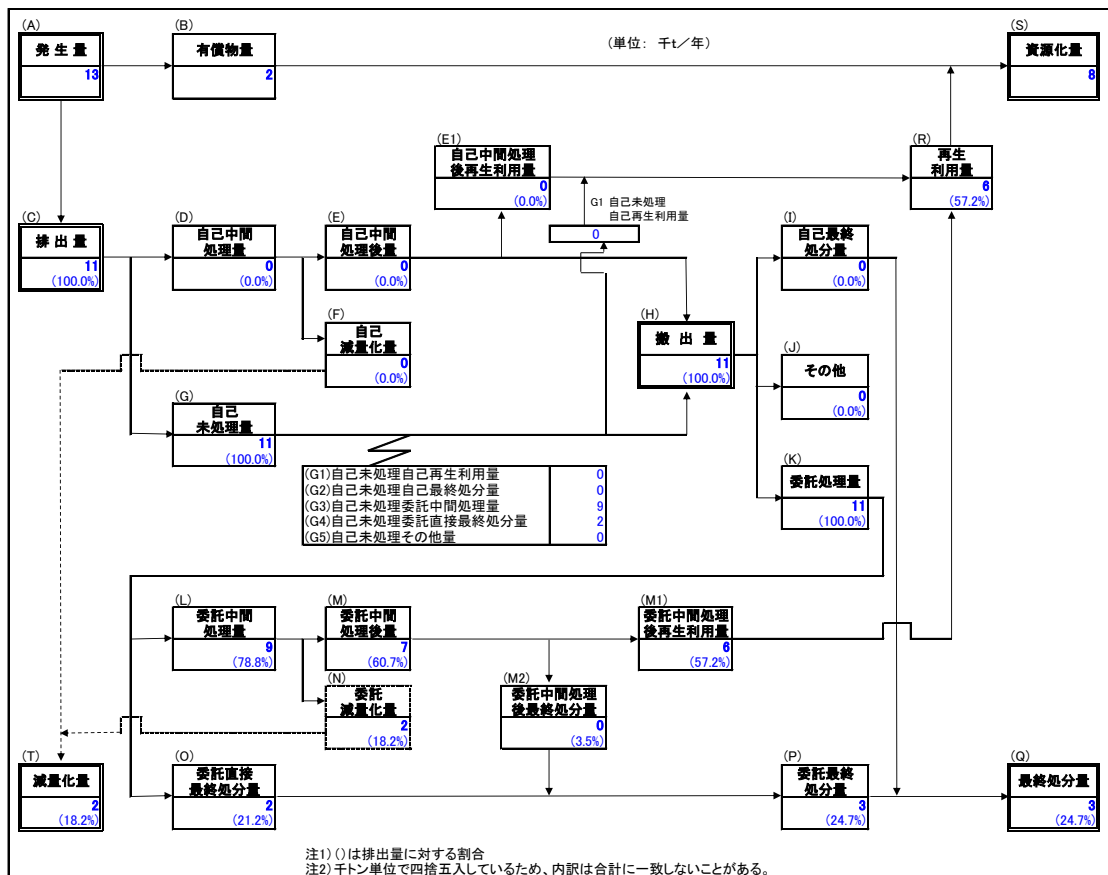 (A)
発生量
13
(B)
有償物量
2
(単位： 千t／年)
(S)
資源化量
8
(E1)
自己中間処理
後再生利用量
0
(0.0%)
G1 自己未処理
自己再生利用量
0
(R)
再生
利用量
6
(57.2%)
(C)
排出量
11
(100.0%)
(D)
自己中間
処理量
0
(0.0%)
(E)
自己中間
処理後量
0
(0.0%)
(I)
自己最終
処分量
0
(0.0%)
(F)
自己
減量化量
0
(0.0%)
(H)
搬出量
11
(100.0%)
(J)
その他
0
(0.0%)
(G)
自己
未処理量
11
(100.0%)
(G1)自己未処理自己再生利用量 0
(G2)自己未処理自己最終処分量 0
(G3)自己未処理委託中間処理量 9
(G4)自己未処理委託直接最終処分量 2
(G5)自己未処理その他量 0
(K)
委託処理量
11
(100.0%)
(L)
委託中間
処理量
9
(78.8%)
(M)
委託中間
処理後量
7
(60.7%)
(M1)
委託中間処理
後再生利用量
6
(57.2%)
(N)
委託
減量化量
2
(18.2%)
(M2)
委託中間処理
後最終処分量
0
(3.5%)
(T)
減量化量
2
(18.2%)
(O)
委託直接
最終処分量
2
(21.2%)
(P)
委託最終
処分量
3
(24.7%)
(Q)
最終処分量
3
(24.7%)
注1)（）は排出量に対する割合
注2)千トン単位で四捨五入しているため、内訳は合計に一致しないことがある。